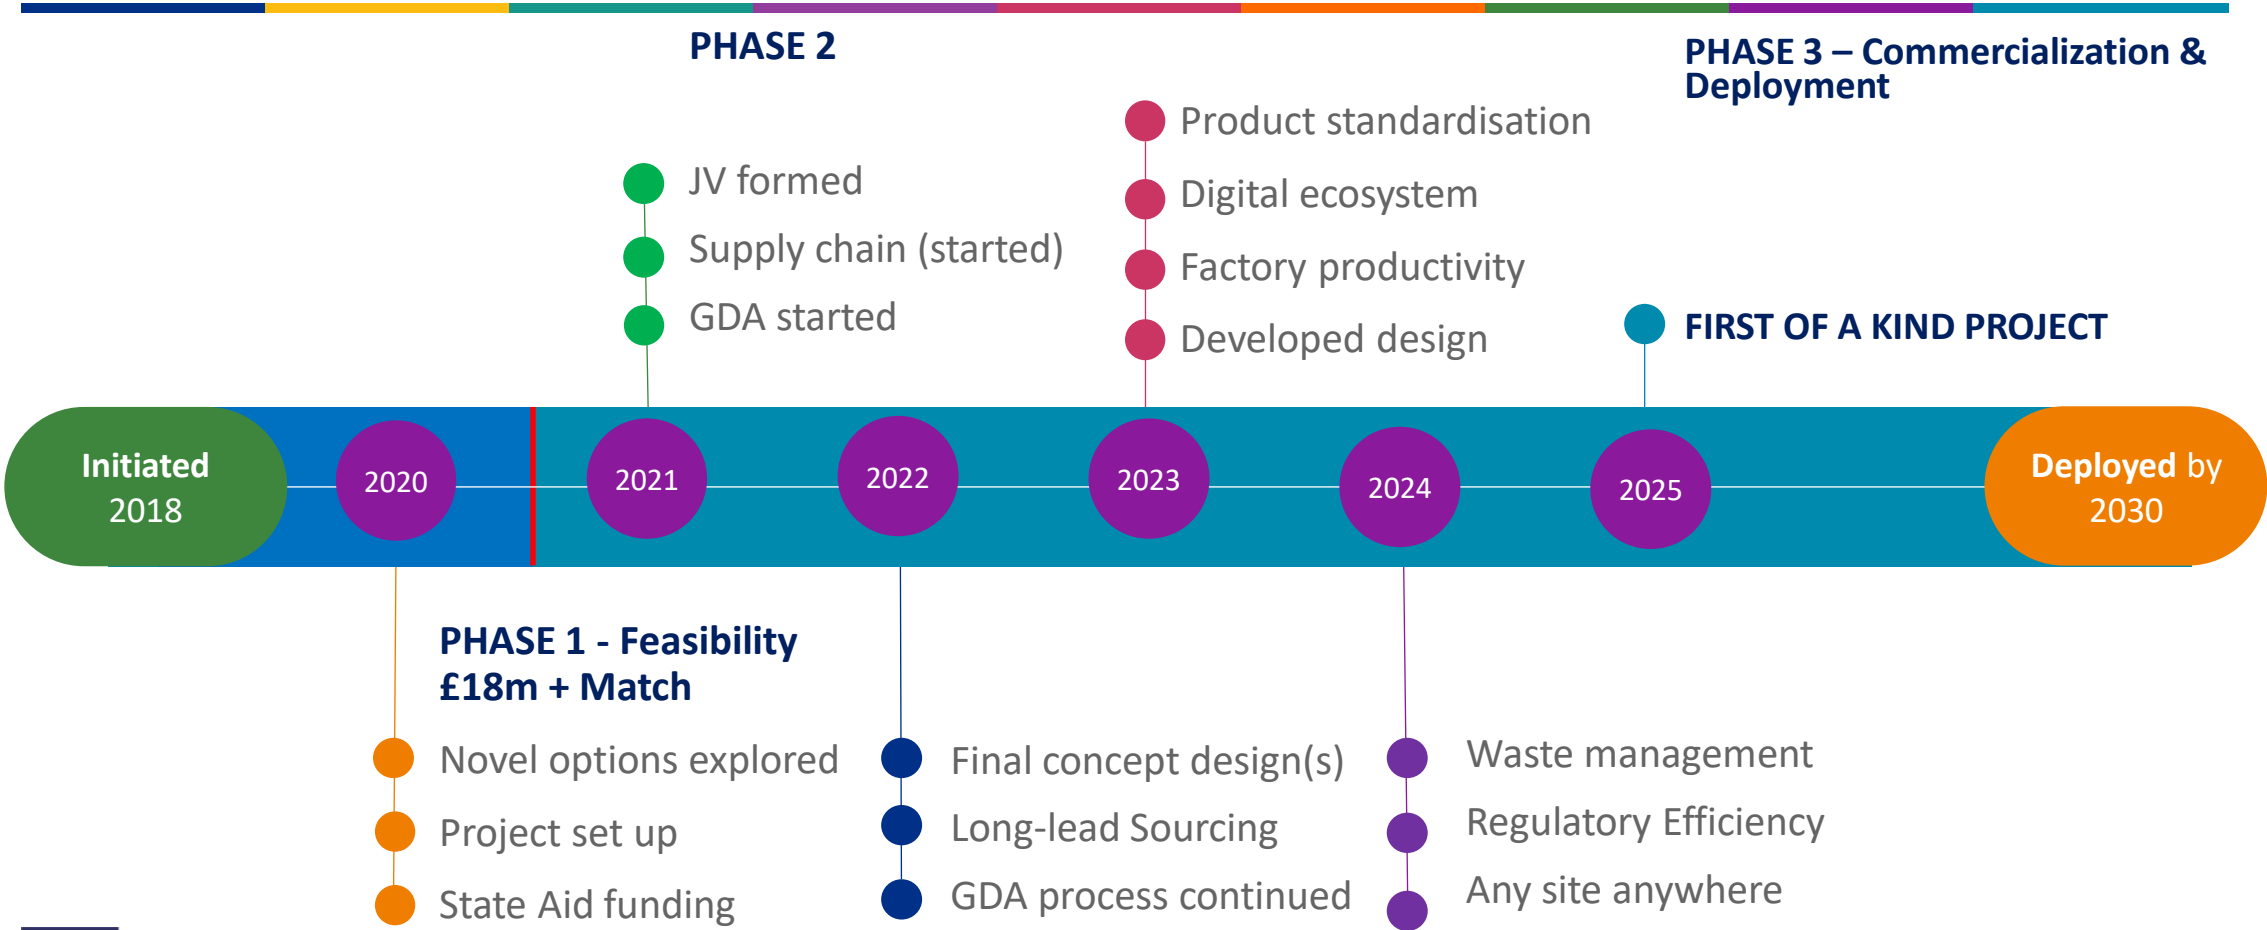 PHASE 2
PHASE 3 – Commercialization &
Deployment
JV formed
Supply chain (started)
GDA started
Product standardisation
Digital ecosystem
Factory productivity
Developed design
FIRST OF A KIND PROJECT
Initiated
2018
2020
2021
2022
2023
2024
2025
Deployed by
2030
PHASE 1 - Feasibility
£18m + Match
Novel options explored
Project set up
State Aid funding
Final concept design(s)
Long-lead Sourcing
GDA process continued
Waste management
Regulatory Efficiency
Any site anywhere